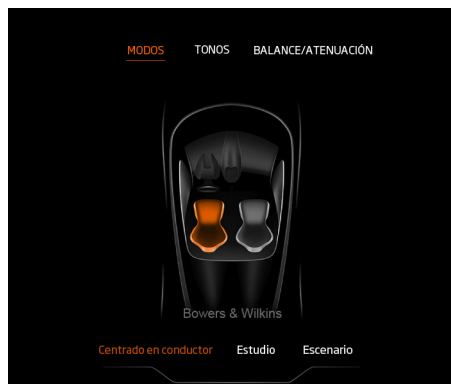 MODOS TONOS BALANCE/ATENUACIÓN
Bowers & Wilkins
Centrado en conductor Estudio Escenario